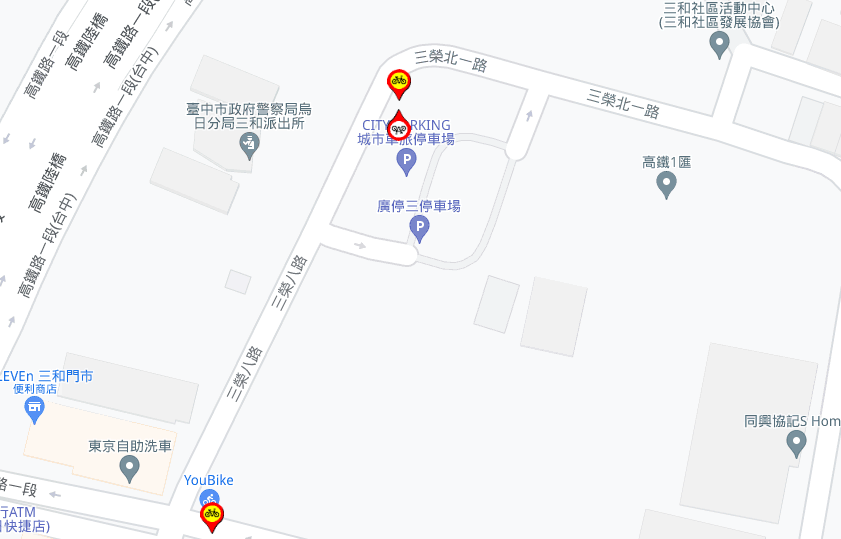 三和社區活動中心
(三和社區發展協會)
高鐵路一段
高鐵陸橋
高鐵路一段
高鐵路一段(台中)
三榮北一路
三榮北一路
臺中市政府警察局烏
日分局三和派出所
城市車旅停車場
高鐵1匯
高鐵陸橋
高鐵路一段(台中)
廣停三停車場
三榮八路
三榮八路
LEVEn 三和門市
便利商店
東京自助洗車
同興協記S Hom
YouBike
路一段
行ATM
快捷店)